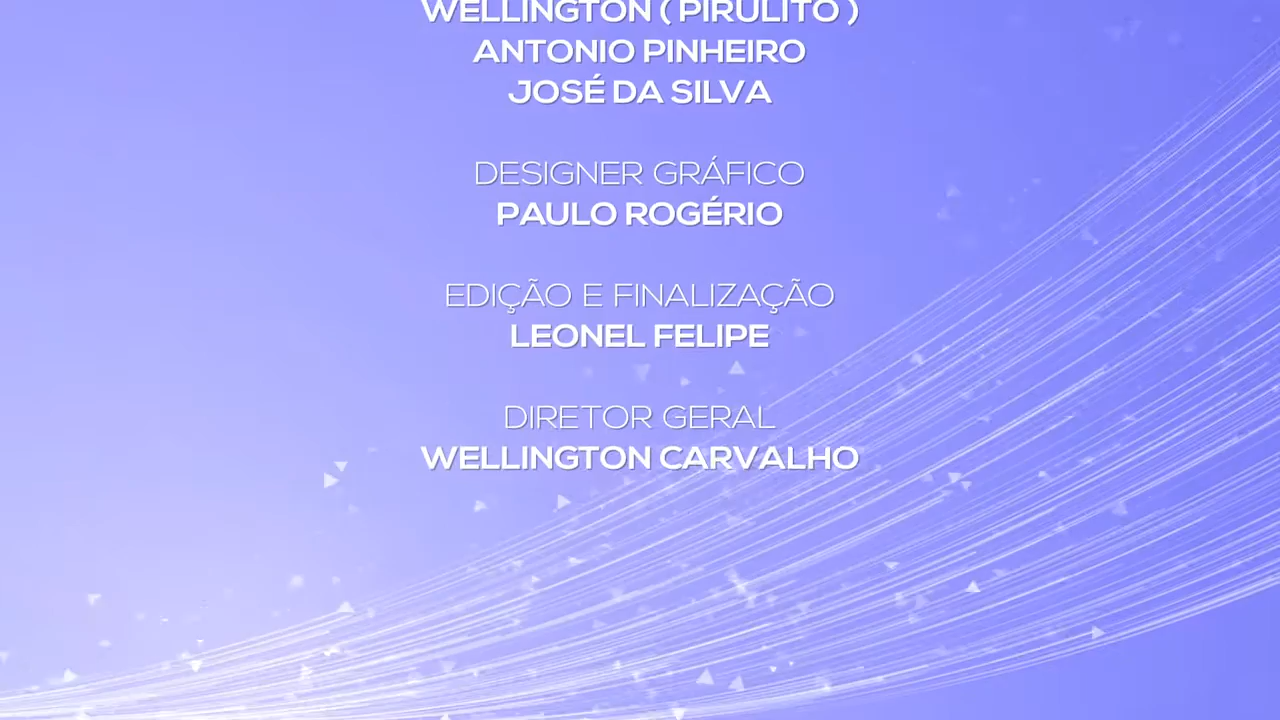 WELLINGTON ( PIRULITO )
ANTONIO PINHEIRO
JOSÉ DA SILVA
DESIGNER GRÁFICO
PAULO ROGÉRIO
EDIÇÃO E FINALIZAÇÃO
LEONEL FELIPE
DIRETOR GERAL
WELLINGTON CARVALHO